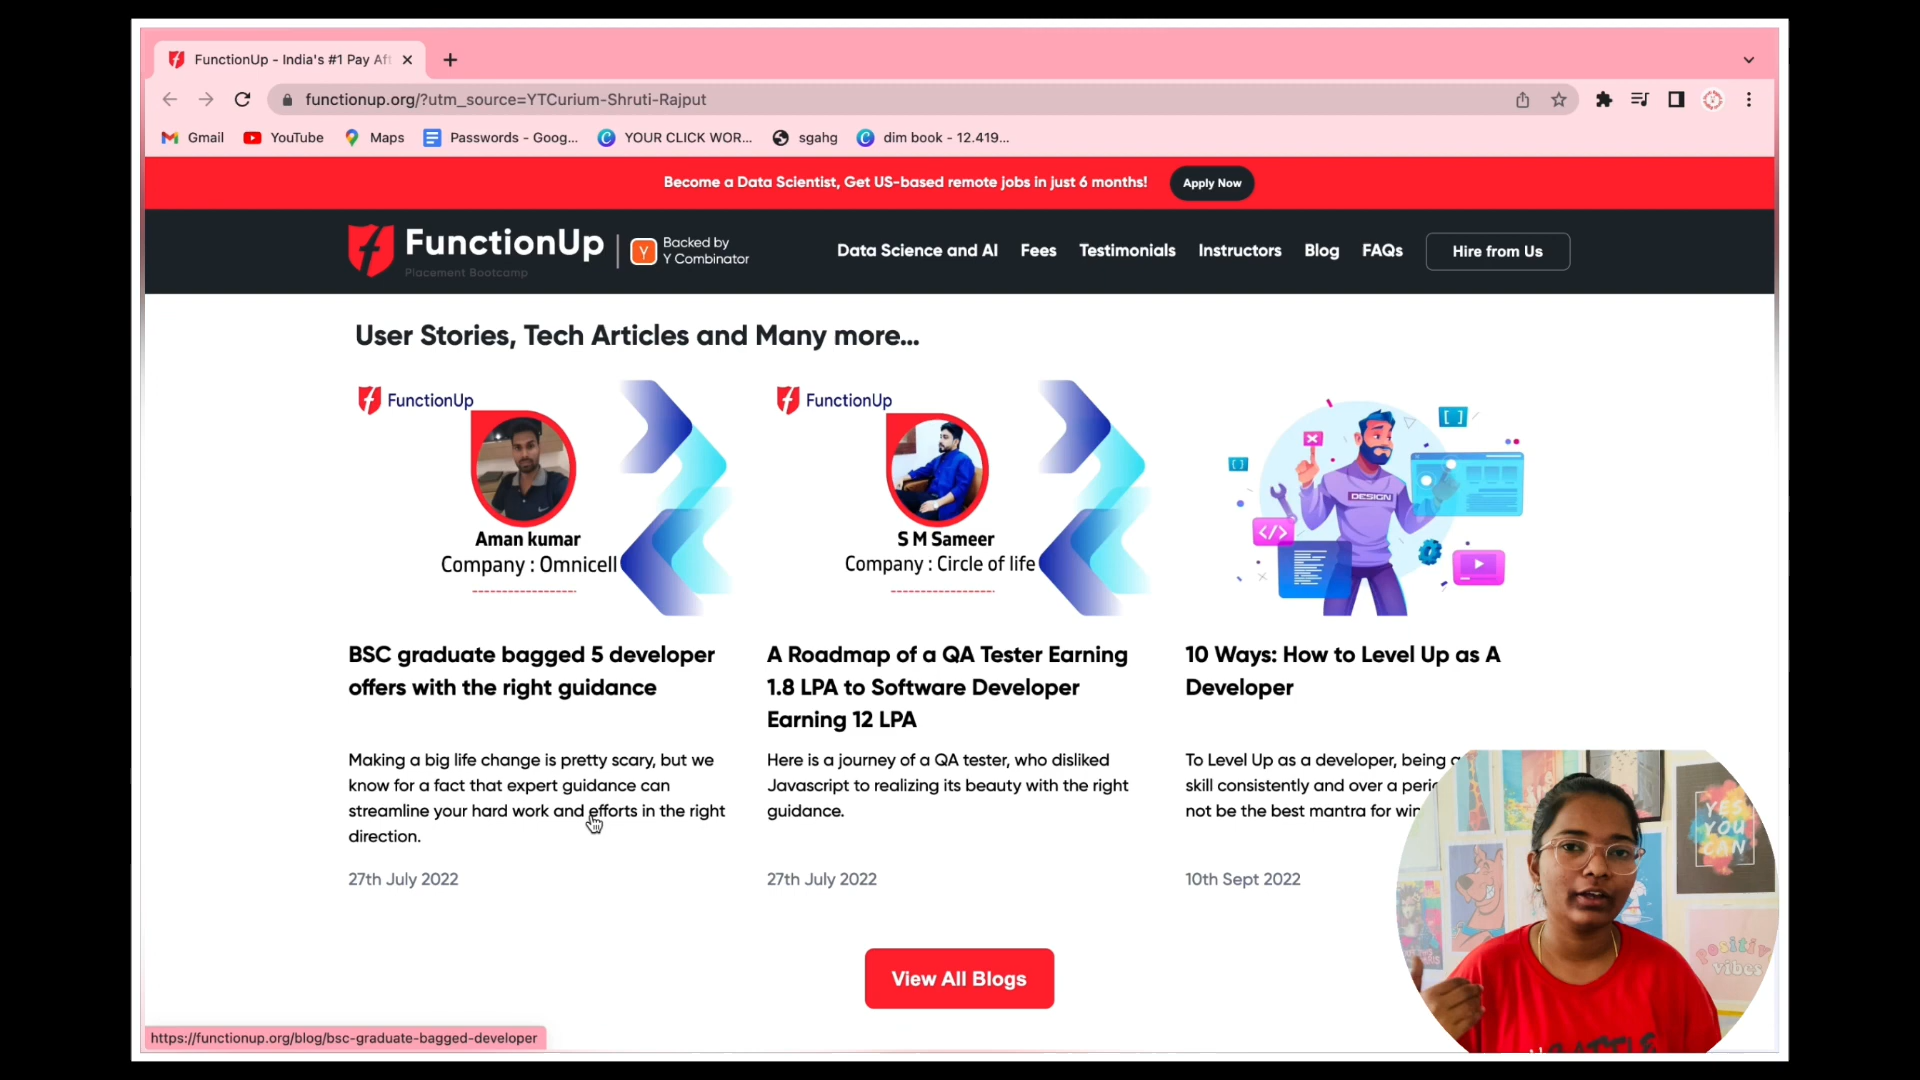 FunctionUp - India's #1 Pay Aft
functionup.org/?utm_source=YTCurium-Shruti-Rajput
Gmail YouTube Maps Passwords - Goog... YOUR CLICK WOR... sgahg dim book - 12.419...
Become a Data Scientist, Get US-based remote jobs in just 6 months! Apply Now
FunctionUp
Placement Bootcamp
Y
Backed by
Y Combinator
Data Science and AI Fees Testimonials Instructors Blog FAQs Hire from Us
User Stories, Tech Articles and Many more...
FunctionUp
Aman kumar
Company : Omnicell
BSC graduate bagged 5 developer
offers with the right guidance
Making a big life change is pretty scary, but we
know for a fact that expert guidance can
streamline your hard work and efforts in the right
direction.
27th July 2022
FunctionUp
S M Sameer
Company : Circle of life
A Roadmap of a QA Tester Earning
1.8 LPA to Software Developer
Earning 12 LPA
Here is a journey of a QA tester, who disliked
Javascript to realizing its beauty with the right
guidance.
27th July 2022
[ ]
{ }
DESIGN
</>
10 Ways: How to Level Up as A
Developer
To Level Up as a developer, being
skill consistently and over a
not be the best mantra for
10th Sept 2022
View All Blogs
YES
YOU
CAN
Positive
vibes
https://functionup.org/blog/bsc-graduate-bagged-developer